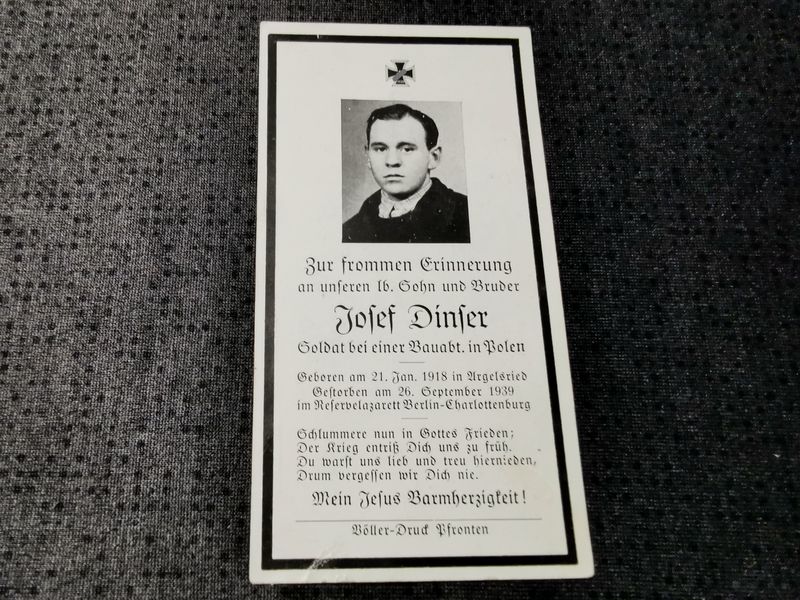 Zur frommen Erinnerung
an unseren lb. Sohn und Bruder
Josef Dinser
Soldat bei einer Bauabt. in Polen
Geboren am 21. Jan. 1918 in Argelsried
Gestorben am 26. September 1939
im Reservelazarett Berlin-Charlottenburg
Schlummere nun in Gottes Frieden;
Der Krieg entriß Dich uns zu früh.
Du warst uns lieb und treu hiernieden,
Drum vergessen wir Dich nie.
Mein Jesus Barmherzigkeit!
Völler-Druck Pfronten